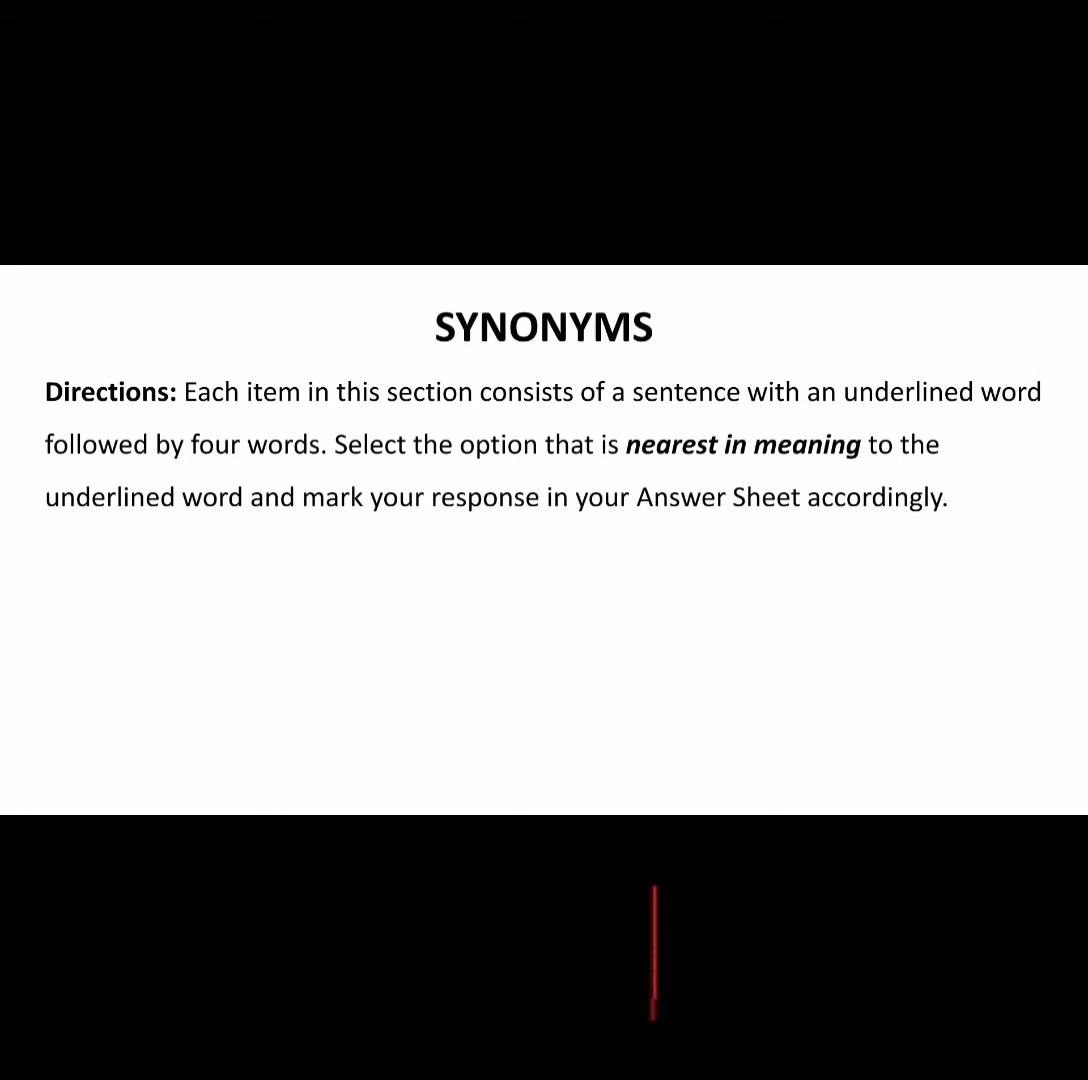 SYNONYMS
Directions: Each item in this section consists of a sentence with an underlined word
followed by four words. Select the option that is nearest in meaning to the
underlined word and mark your response in your Answer Sheet accordingly.